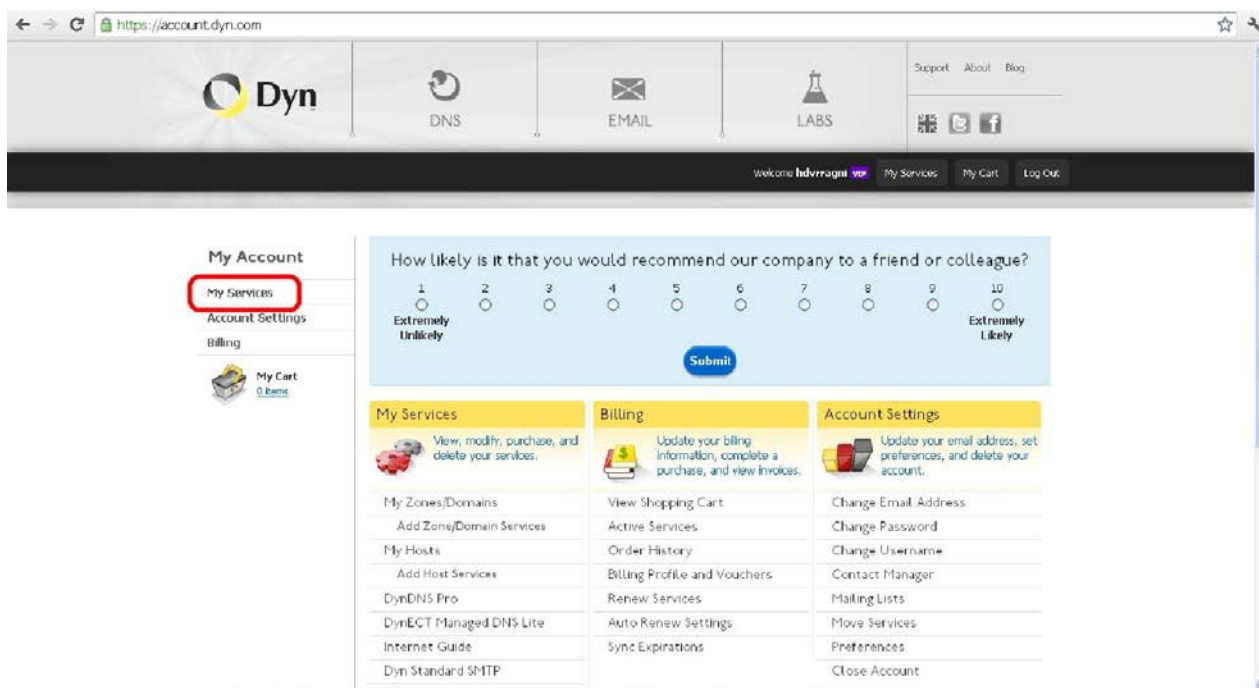 https://account.dyn.com
Support About Blog
Dyn
DNS
EMAIL
LABS
welcome hdvrragni VIP My Services My Cart Log Out
My Account
My Services
Account Settings
Billing
My Cart
0 items
How likely is it that you would recommend our company to a friend or colleague?
1 2 3 4 5 6 7 8 9 10
Extremely Unlikely
Extremely Likely
Submit
My Services
View, modify, purchase, and
delete your services.
My Zones/Domains
Add Zone/Domain Services
My Hosts
Add Host Services
DynDNS Pro
DynECT Managed DNS Lite
Internet Guide
Dyn Standard SMTP
Billing
Update your billing
information, complete a
purchase, and view invoices.
View Shopping Cart
Active Services
Order History
Billing Profile and Vouchers
Renew Services
Auto Renew Settings
Sync Expirations
Account Settings
Update your email address, set
preferences, and delete your
account.
Change Email Address
Change Password
Change Username
Contact Manager
Mailing Lists
Move Services
Preferences
Close Account